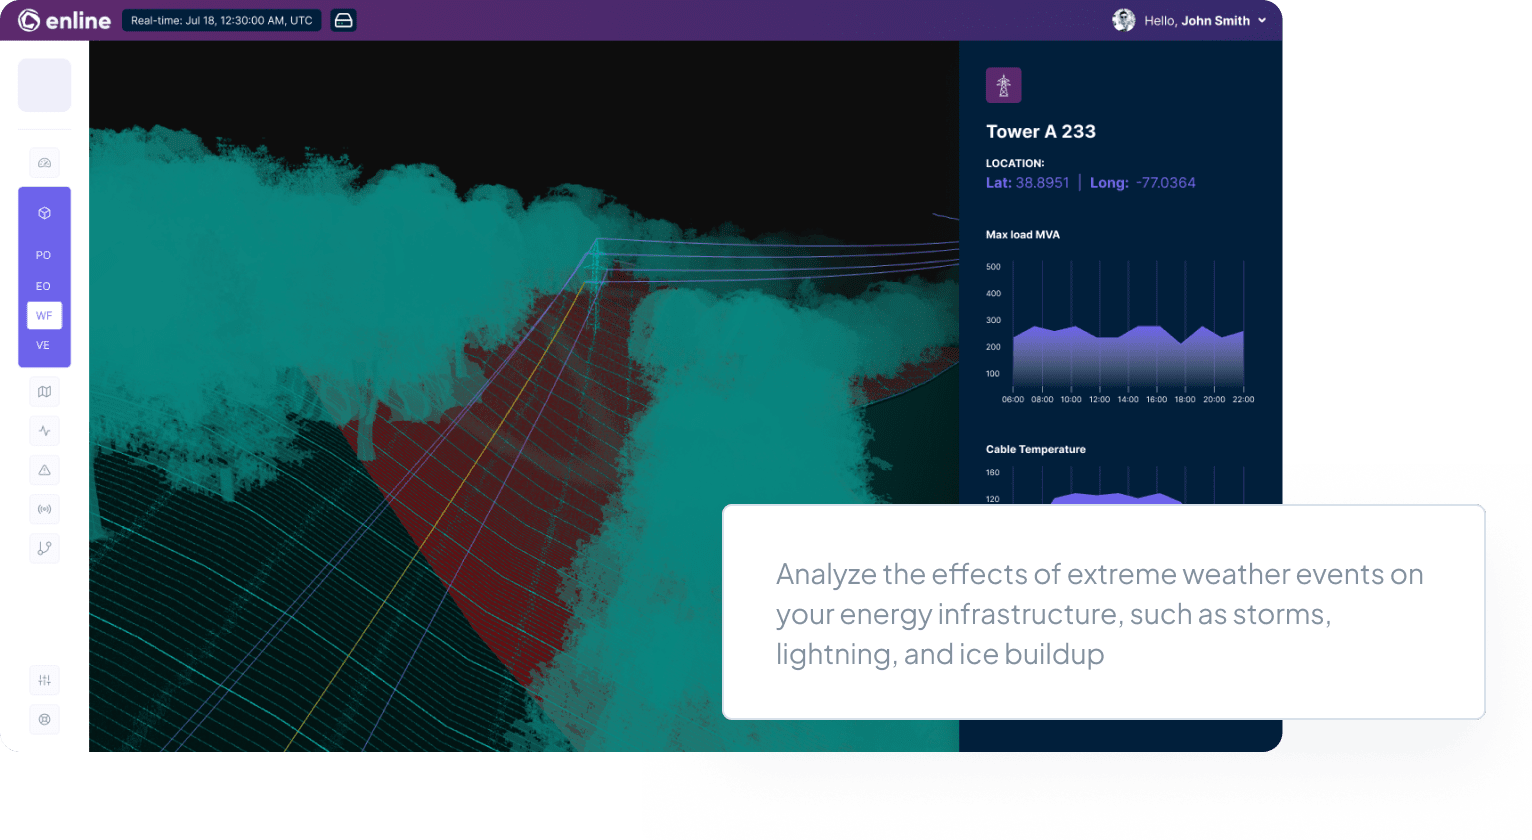 enline
Real-time: Jul 18, 12:30:00 AM, UTC
Hello, John Smith
PO
EO
WF
VE
Tower A 233
LOCATION:
Lat: 38.8951 | Long: -77.0364
Max load MVA
500
400
300
200
100
06:00 08:00 10:00 12:00 14:00 16:00 18:00 20:00 22:00
Cable Temperature
160
120
Analyze the effects of extreme weather events on
your energy infrastructure, such as storms,
lightning, and ice buildup